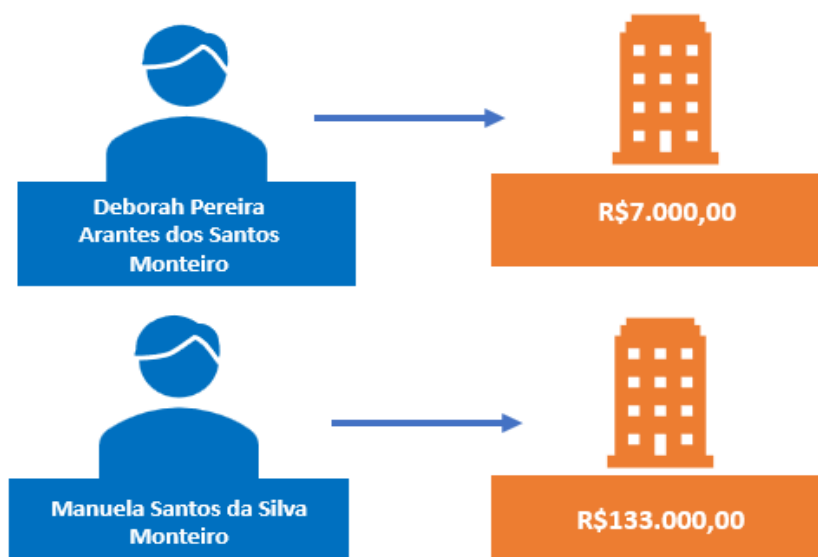 Deborah Pereira
Arantes dos Santos
Monteiro
R$7.000,00
Manuela Santos da Silva
Monteiro
R$133.000,00